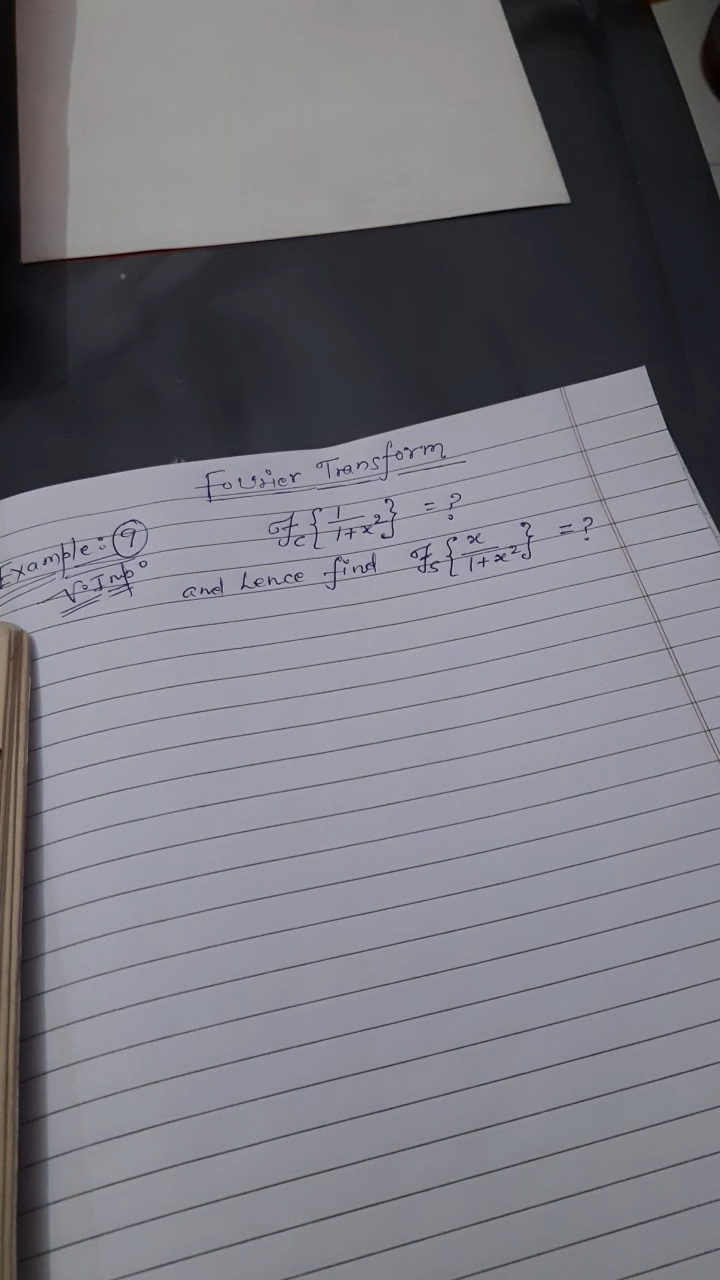 Fourier Transform
Example: 9 Fc{1/1+x²} = ?
V. Imp. and hence find Fs{x/1+x²} = ?